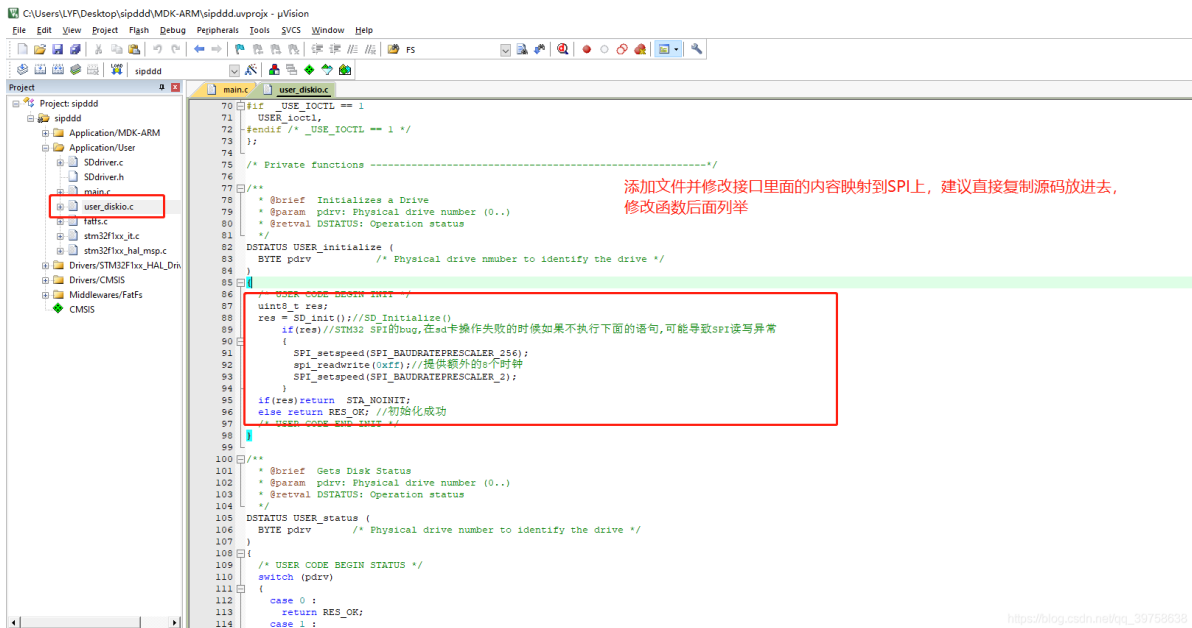 C:\Users\LYF\Desktop\sipddd\MDK-ARM\sipddd.uvprojx - µVision
File Edit View Project Flash Debug Peripherals Tools SVCS Window Help
FS
LOAD
sipddd
Project
Project: sipddd
sipddd
Application/MDK-ARM
Application/User
SDdriver.c
SDdriver.h
main.c
user_diskio.c
fatfs.c
stm32f1xx_it.c
stm32f1xx_hal_msp.c
Drivers/STM32F1xx_HAL_Driv
Drivers/CMSIS
Middlewares/FatFs
CMSIS
main.c user_diskio.c
70 #if _USE_IOCTL == 1
71 USER_ioctl,
72 #endif /* _USE_IOCTL == 1 */
73 };
74
75 /* Private functions ---------------------------------------------------------*/
76
77 /**
78 * @brief Initializes a Drive
79 * @param pdrv: Physical drive number (0..)
80 * @retval DSTATUS: Operation status
81 */
82 DSTATUS USER_initialize (
83 BYTE pdrv /* Physical drive nmuber to identify the drive */
84 )
85 {
86 /* USER CODE BEGIN INIT */
87 uint8_t res;
88 res = SD_init();//SD_Initialize()
89 if(res)//STM32 SPI的bug,在sd卡操作失败的时候如果不执行下面的语句,可能导致SPI读写异常
90 {
91 SPI_setspeed(SPI_BAUDRATEPRESCALER_256);
92 spi_readwrite(0xff);//提供额外的8个时钟
93 SPI_setspeed(SPI_BAUDRATEPRESCALER_2);
94 }
95 if(res)return STA_NOINIT;
96 else return RES_OK; //初始化成功
97 /* USER CODE END INIT */
98 }
99
100 /**
101 * @brief Gets Disk Status
102 * @param pdrv: Physical drive number (0..)
103 * @retval DSTATUS: Operation status
104 */
105 DSTATUS USER_status (
106 BYTE pdrv /* Physical drive number to identify the drive */
107 )
108 {
109 /* USER CODE BEGIN STATUS */
110 switch (pdrv)
111 {
112 case 0 :
113 return RES_OK;
114 case 1 :
添加文件并修改接口里面的内容映射到SPI上，建议直接复制源码放进去，
修改函数后面列举
https://blog.csdn.net/qq_39758638